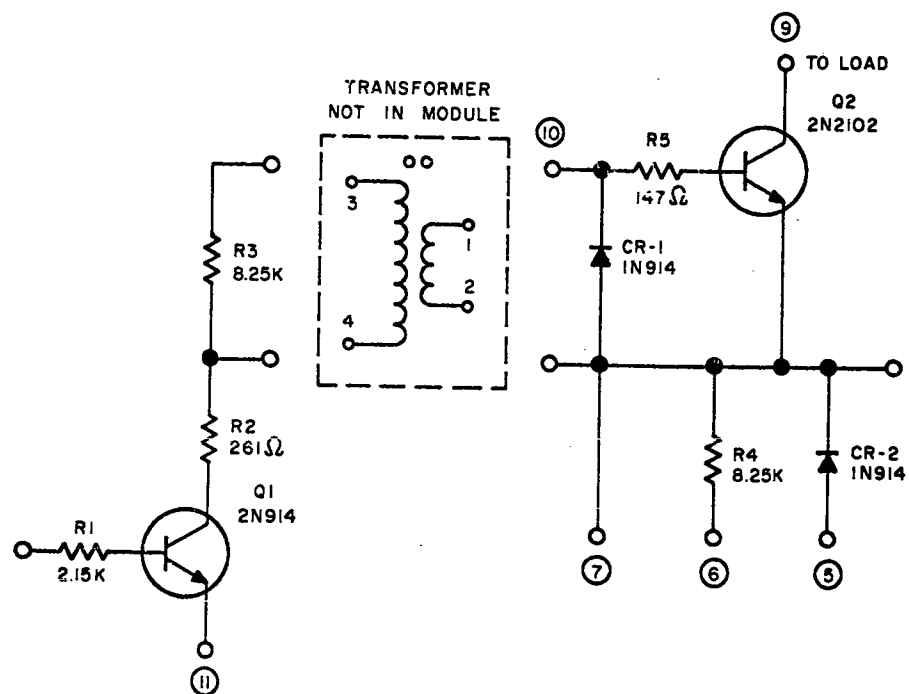 9
TO LOAD
TRANSFORMER
NOT IN MODULE
Q2
2N2102
10
R5
147Ω
3
1
R3
8.25K
CR-1
1N914
2
4
R2
261Ω
R4
8.25K
CR-2
1N914
Q1
2N914
R1
2.15K
7
6
5
11